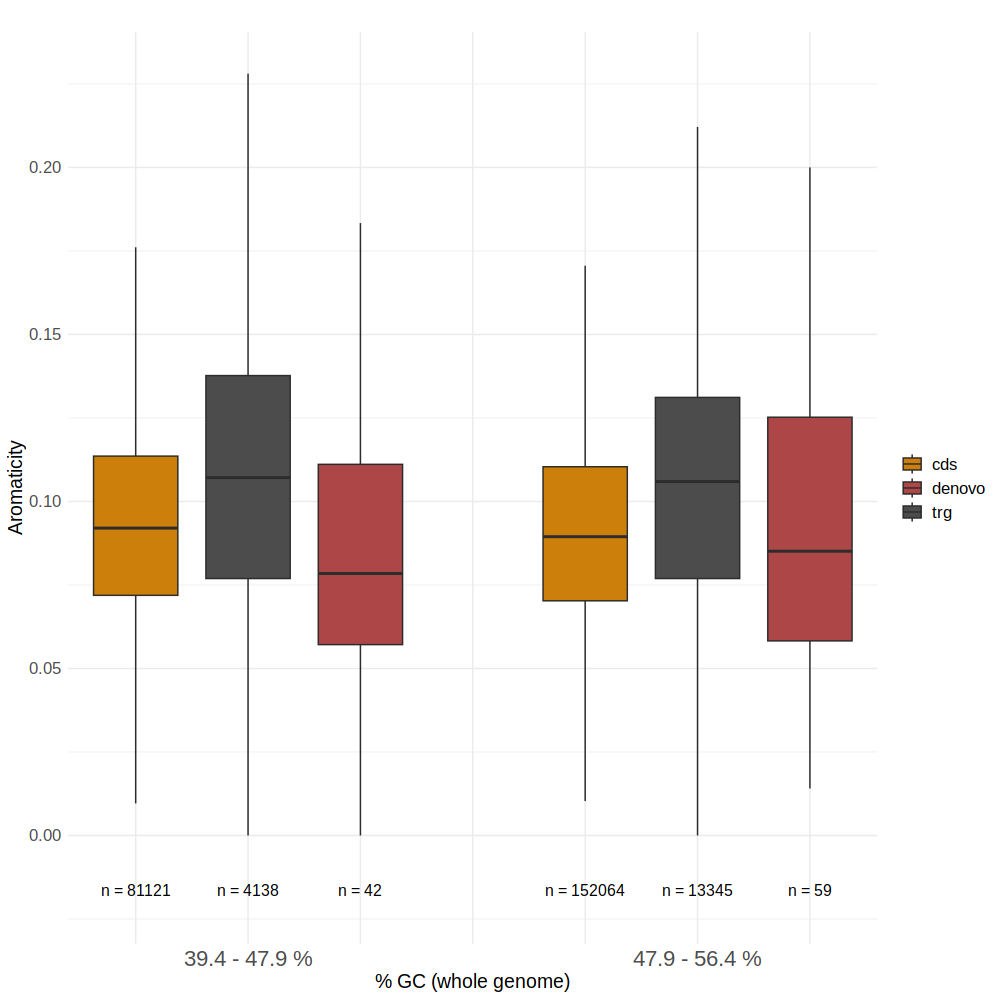 Aromaticity
0.20
0.15
0.10
0.05
0.00
n = 81121
n = 4138
n = 42
n = 152064
n = 13345
n = 59
39.4 - 47.9 %
47.9 - 56.4 %
% GC (whole genome)
cds
denovo
trg